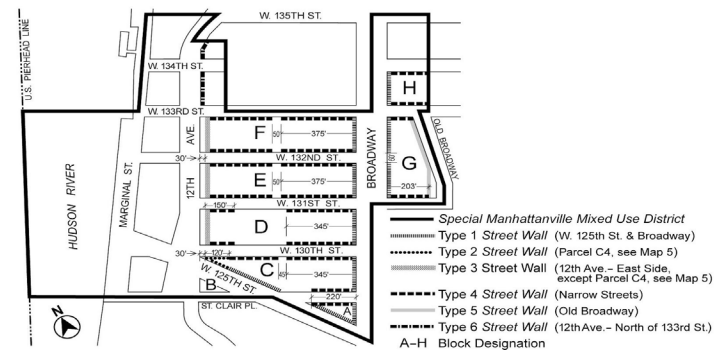 W. 135TH ST.
U.S. PIERHEAD LINE
W. 134TH ST.
H
W. 133RD ST.
AVE.
F
50'
375'
BROADWAY
OLD BROADWAY
30'
W. 132ND ST.
HUDSON RIVER
MARGINAL ST.
12TH
E
50'
375'
G
203'
150'
W. 131ST ST.
D
345'
30'
120'
W. 130TH ST.
W. 125TH ST.
C
45'
345'
B
220'
A
ST. CLAIR PL.
N
Special Manhattanville Mixed Use District
Type 1 Street Wall (W. 125th St. & Broadway)
Type 2 Street Wall (Parcel C4, see Map 5)
Type 3 Street Wall (12th Ave.– East Side,
except Parcel C4, see Map 5)
Type 4 Street Wall (Narrow Streets)
Type 5 Street Wall (Old Broadway)
Type 6 Street Wall (12th Ave.– North of 133rd St.)
A–H Block Designation